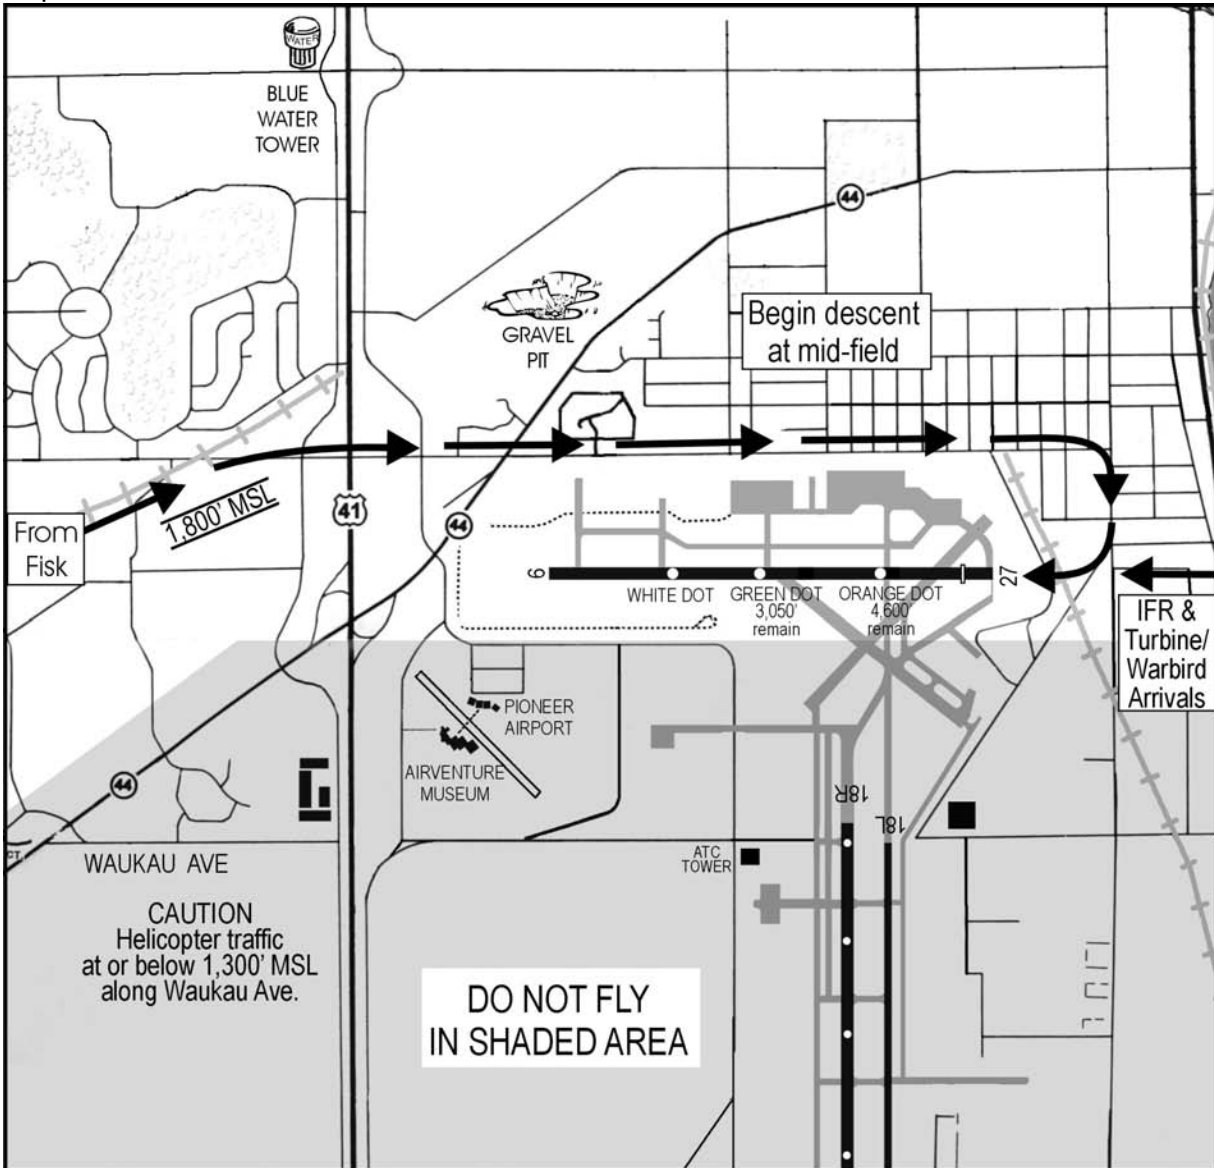 WATER
BLUE
WATER
TOWER
44
GRAVEL
PIT
Begin descent
at mid-field
1,800' MSL
From
Fisk
41
44
9
27
WHITE DOT
GREEN DOT
3,050'
remain
ORANGE DOT
4,600'
remain
IFR &
Turbine/
Warbird
Arrivals
PIONEER
AIRPORT
AIRVENTURE
MUSEUM
44
18R
18L
CT.
WAUKAU AVE
ATC
TOWER
CAUTION
Helicopter traffic
at or below 1,300' MSL
along Waukau Ave.
DO NOT FLY
IN SHADED AREA